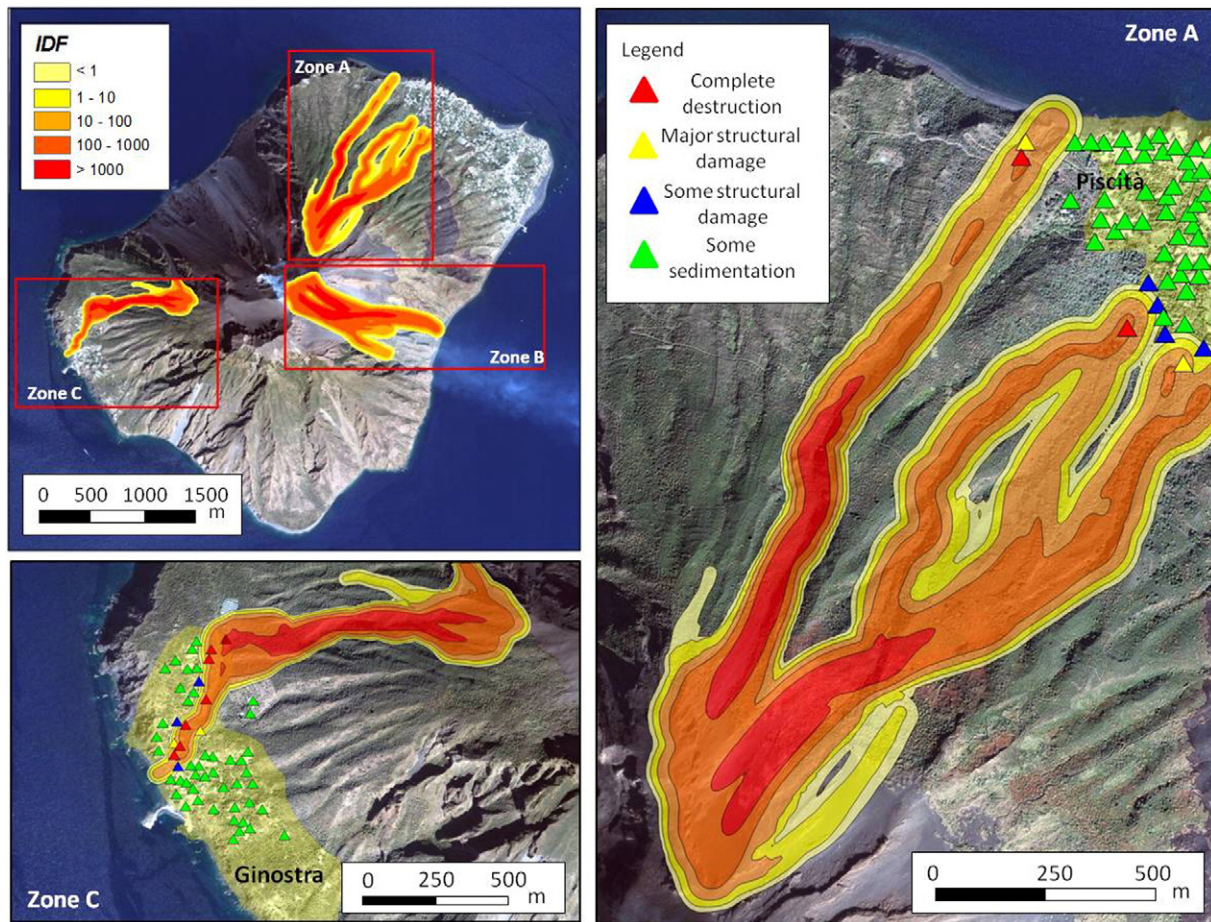 IDF
< 1
1 - 10
10 - 100
100 - 1000
> 1000
Zone A
Zone B
Zone C
0 500 1000 1500
m
Zone A
Legend
Complete
destruction
Major structural
damage
Some structural
damage
Some
sedimentation
Piscità
0 250 500
m
Ginostra
0 250 500
m
Zone C